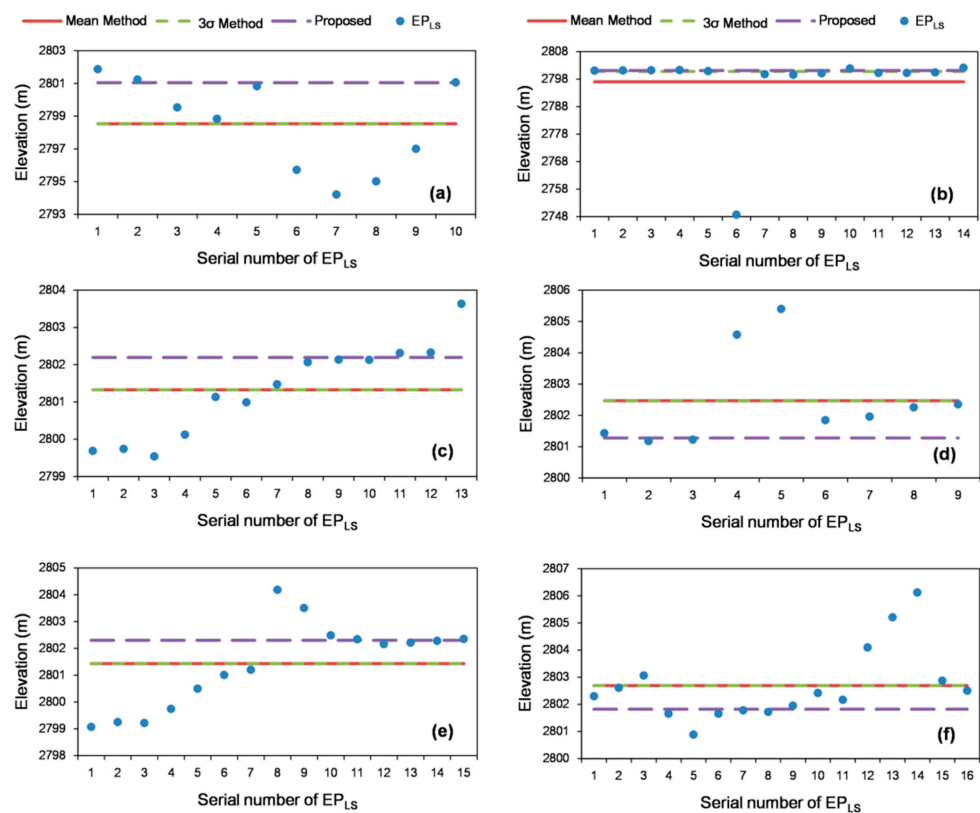 Mean Method 3σ Method Proposed EP_LS Mean Method 3σ Method Proposed EP_LS
Elevation (m)
2803
2801
2799
2797
2795
2793
(a)
1 2 3 4 5 6 7 8 9 10
Serial number of EP_LS
Elevation (m)
2808
2798
2788
2778
2768
2758
2748
(b)
1 2 3 4 5 6 7 8 9 10 11 12 13 14
Serial number of EP_LS
Elevation (m)
2804
2803
2802
2801
2800
2799
(c)
1 2 3 4 5 6 7 8 9 10 11 12 13
Serial number of EP_LS
Elevation (m)
2806
2805
2804
2803
2802
2801
2800
(d)
1 2 3 4 5 6 7 8 9
Serial number of EP_LS
Elevation (m)
2805
2804
2803
2802
2801
2800
2799
2798
(e)
1 2 3 4 5 6 7 8 9 10 11 12 13 14 15
Serial number of EP_LS
Elevation (m)
2807
2806
2805
2804
2803
2802
2801
2800
(f)
1 2 3 4 5 6 7 8 9 10 11 12 13 14 15 16
Serial number of EP_LS